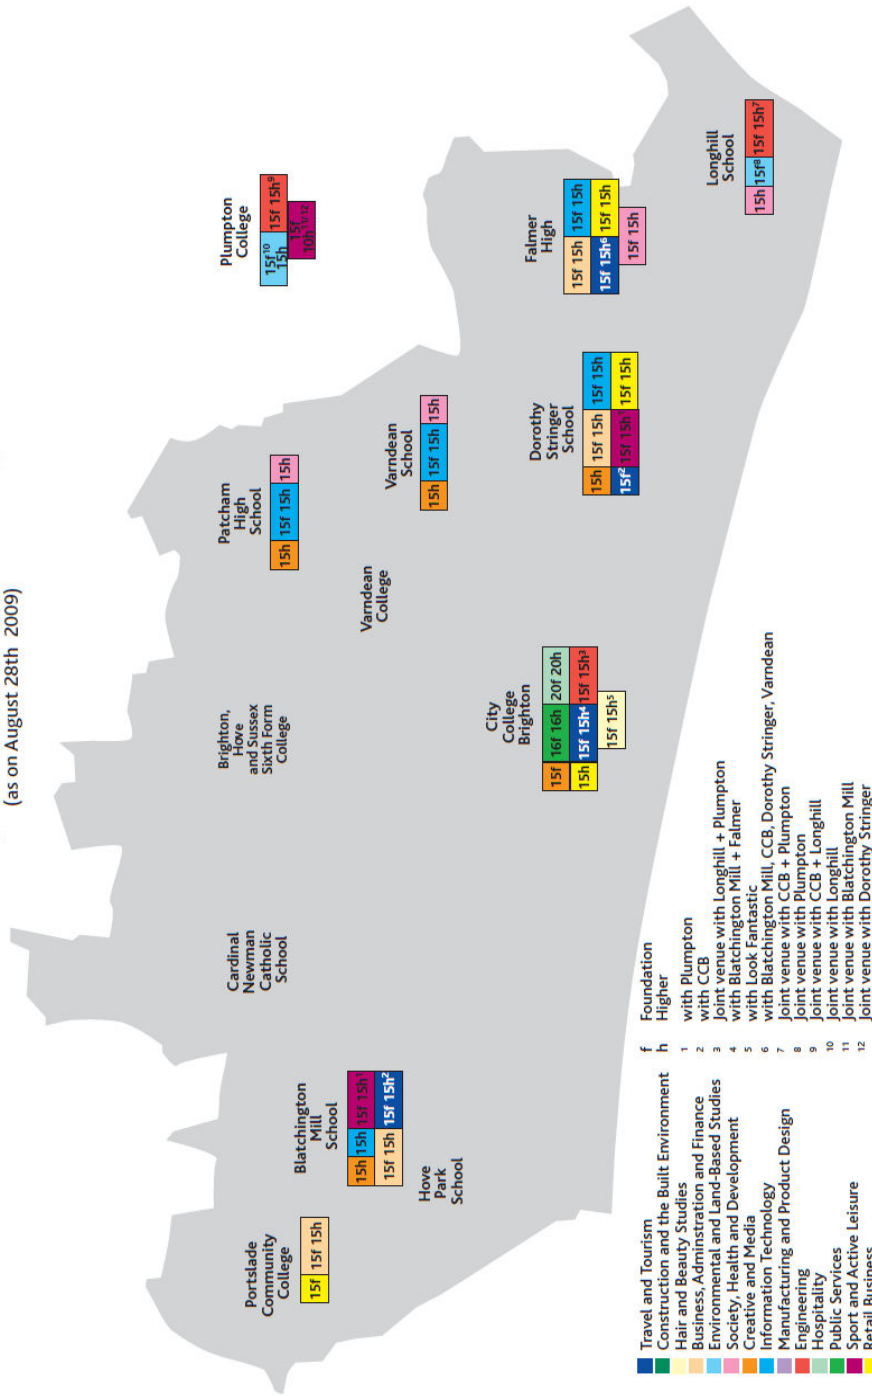 (as on August 28th 2009)
Portslade
Community
College
15f 15f 15h
Blatchington
Mill
School
15h 15h 15f 15h¹
15f 15h 15f 15h²
Hove
Park
School
Cardinal
Newman
Catholic
School
Brighton,
Hove
and Sussex
Sixth Form
College
Varndean
College
Patcham
High
School
15h 15f 15h 15h
Varndean
School
15h 15f 15h 15h
Plumpton
College
15f¹⁰
15h
15f 15h⁹
15f
10h¹¹/¹²
City
College
Brighton
15f 16f 16h 20f 20h
15h 15f 15h⁴ 15f 15h³
15f 15h⁵
Dorothy
Stringer
School
15h 15f 15h 15f 15h
15f² 15f 15h¹ 15f 15h
Falmer
High
15f 15h 15f 15h
15f 15h⁶ 15f 15h
15f 15h
Longhill
School
15h 15f⁸ 15f 15h⁷
Travel and Tourism
Construction and the Built Environment
Hair and Beauty Studies
Business, Adminstration and Finance
Environmental and Land-Based Studies
Society, Health and Development
Creative and Media
Information Technology
Manufacturing and Product Design
Engineering
Hospitality
Public Services
Sport and Active Leisure
Retail Business
f Foundation
h Higher
1 with Plumpton
2 with CCB
3 Joint venue with Longhill + Plumpton
4 with Blatchington Mill + Falmer
5 with Look Fantastic
6 with Blatchington Mill, CCB, Dorothy Stringer, Varndean
7 Joint venue with CCB + Plumpton
8 Joint venue with Plumpton
9 Joint venue with CCB + Longhill
10 Joint venue with Longhill
11 Joint venue with Blatchington Mill
12 Joint venue with Dorothy Stringer